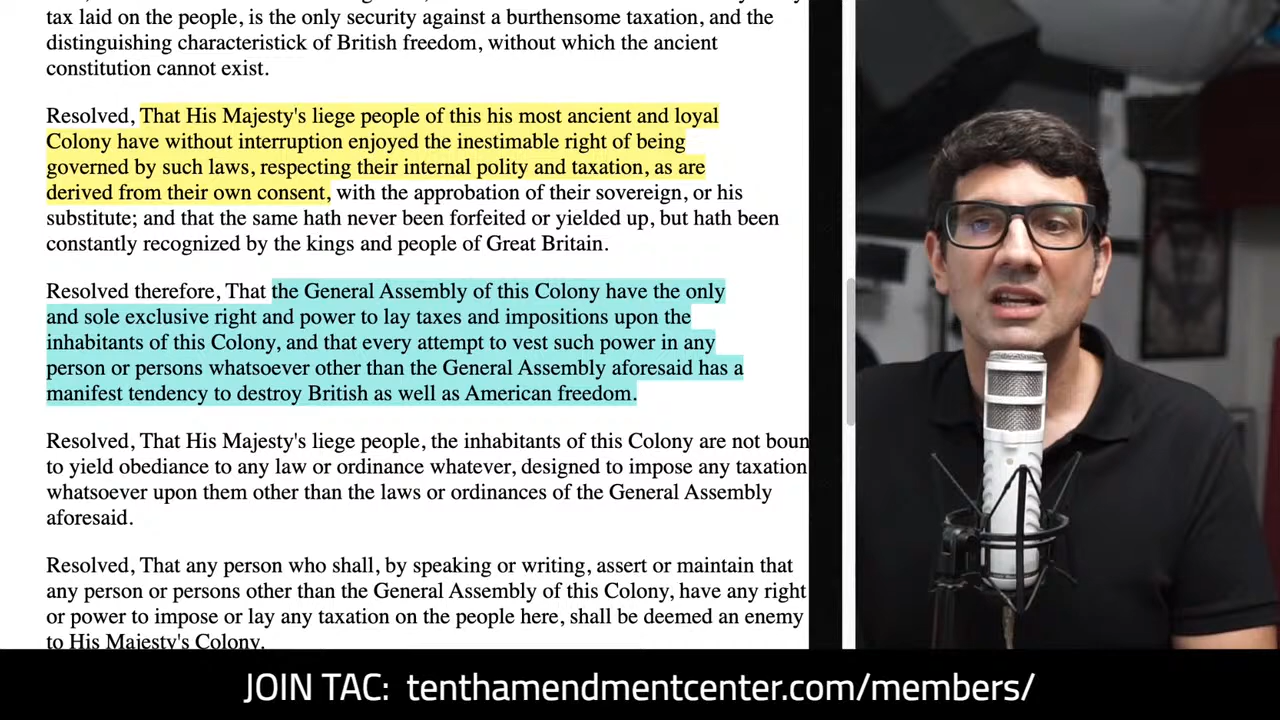 tax laid on the people, is the only security against a burthensome taxation, and the
distinguishing characteristick of British freedom, without which the ancient
constitution cannot exist.
Resolved, That His Majesty's liege people of this his most ancient and loyal
Colony have without interruption enjoyed the inestimable right of being
governed by such laws, respecting their internal polity and taxation, as are
derived from their own consent, with the approbation of their sovereign, or his
substitute; and that the same hath never been forfeited or yielded up, but hath been
constantly recognized by the kings and people of Great Britain.
Resolved therefore, That the General Assembly of this Colony have the only
and sole exclusive right and power to lay taxes and impositions upon the
inhabitants of this Colony, and that every attempt to vest such power in any
person or persons whatsoever other than the General Assembly aforesaid has a
manifest tendency to destroy British as well as American freedom.
Resolved, That His Majesty's liege people, the inhabitants of this Colony are not boun
to yield obediance to any law or ordinance whatever, designed to impose any taxation
whatsoever upon them other than the laws or ordinances of the General Assembly
aforesaid.
Resolved, That any person who shall, by speaking or writing, assert or maintain that
any person or persons other than the General Assembly of this Colony, have any right
or power to impose or lay any taxation on the people here, shall be deemed an enemy
to His Majesty's Colony.
JOIN TAC: tenthamendmentcenter.com/members/